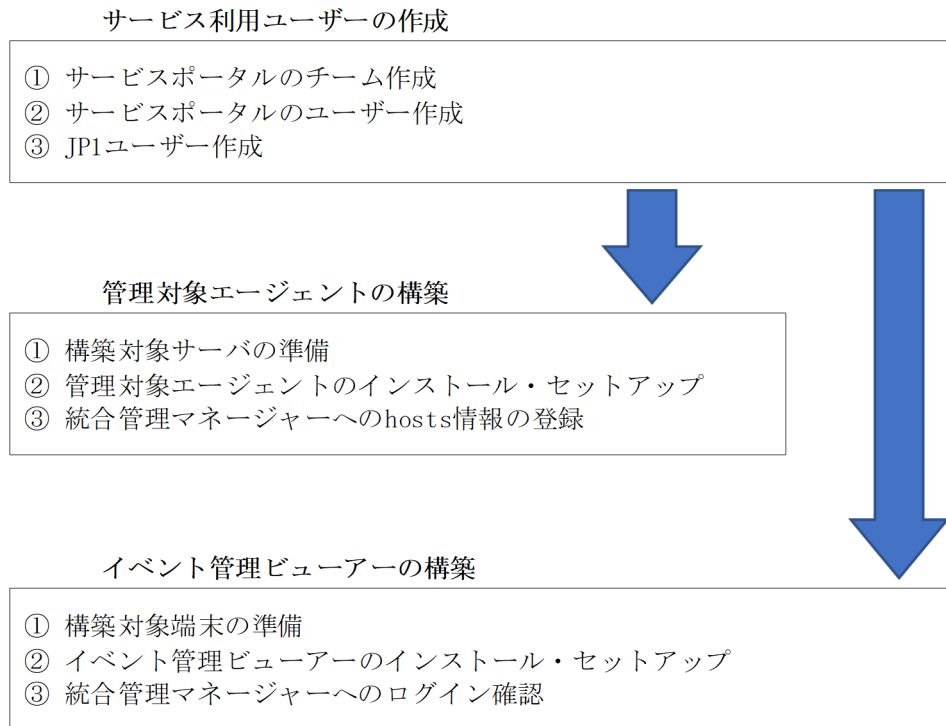 サービス利用ユーザーの作成
① サービスポータルのチーム作成
② サービスポータルのユーザー作成
③ JP1ユーザー作成
管理対象エージェントの構築
① 構築対象サーバの準備
② 管理対象エージェントのインストール・セットアップ
③ 統合管理マネージャーへのhosts情報の登録
イベント管理ビューアーの構築
① 構築対象端末の準備
② イベント管理ビューアーのインストール・セットアップ
③ 統合管理マネージャーへのログイン確認